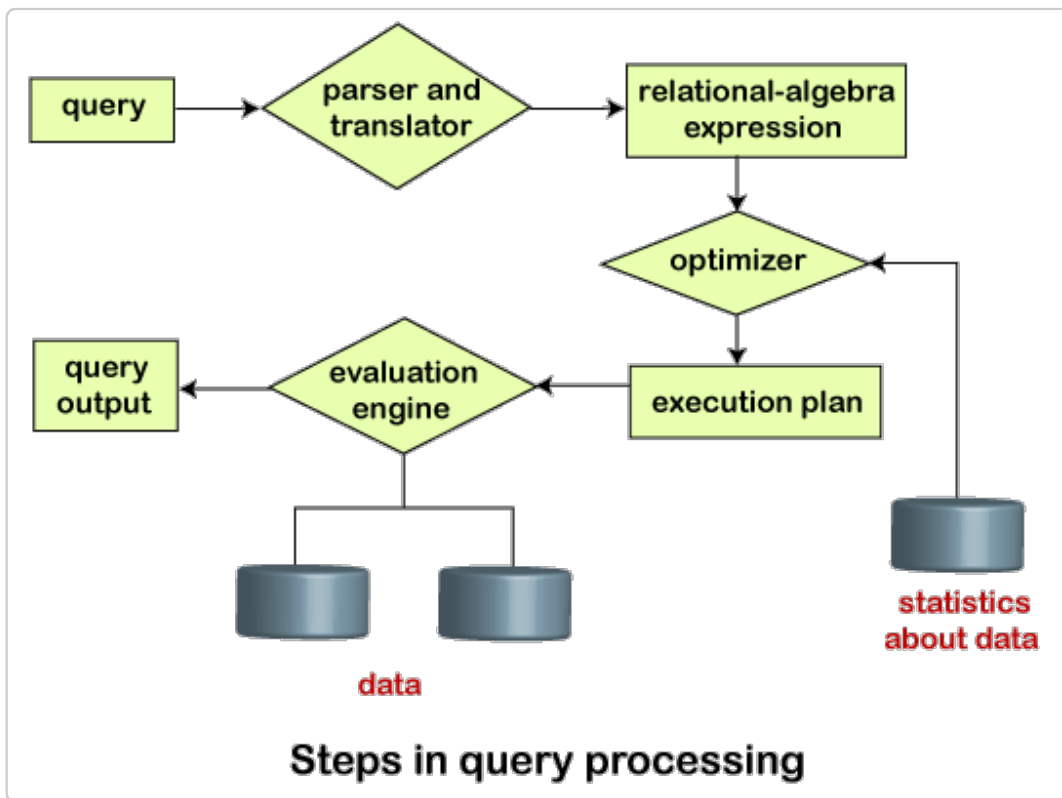 query
parser and
translator
relational-algebra
expression
optimizer
execution plan
evaluation
engine
query
output
data
statistics
about data
Steps in query processing